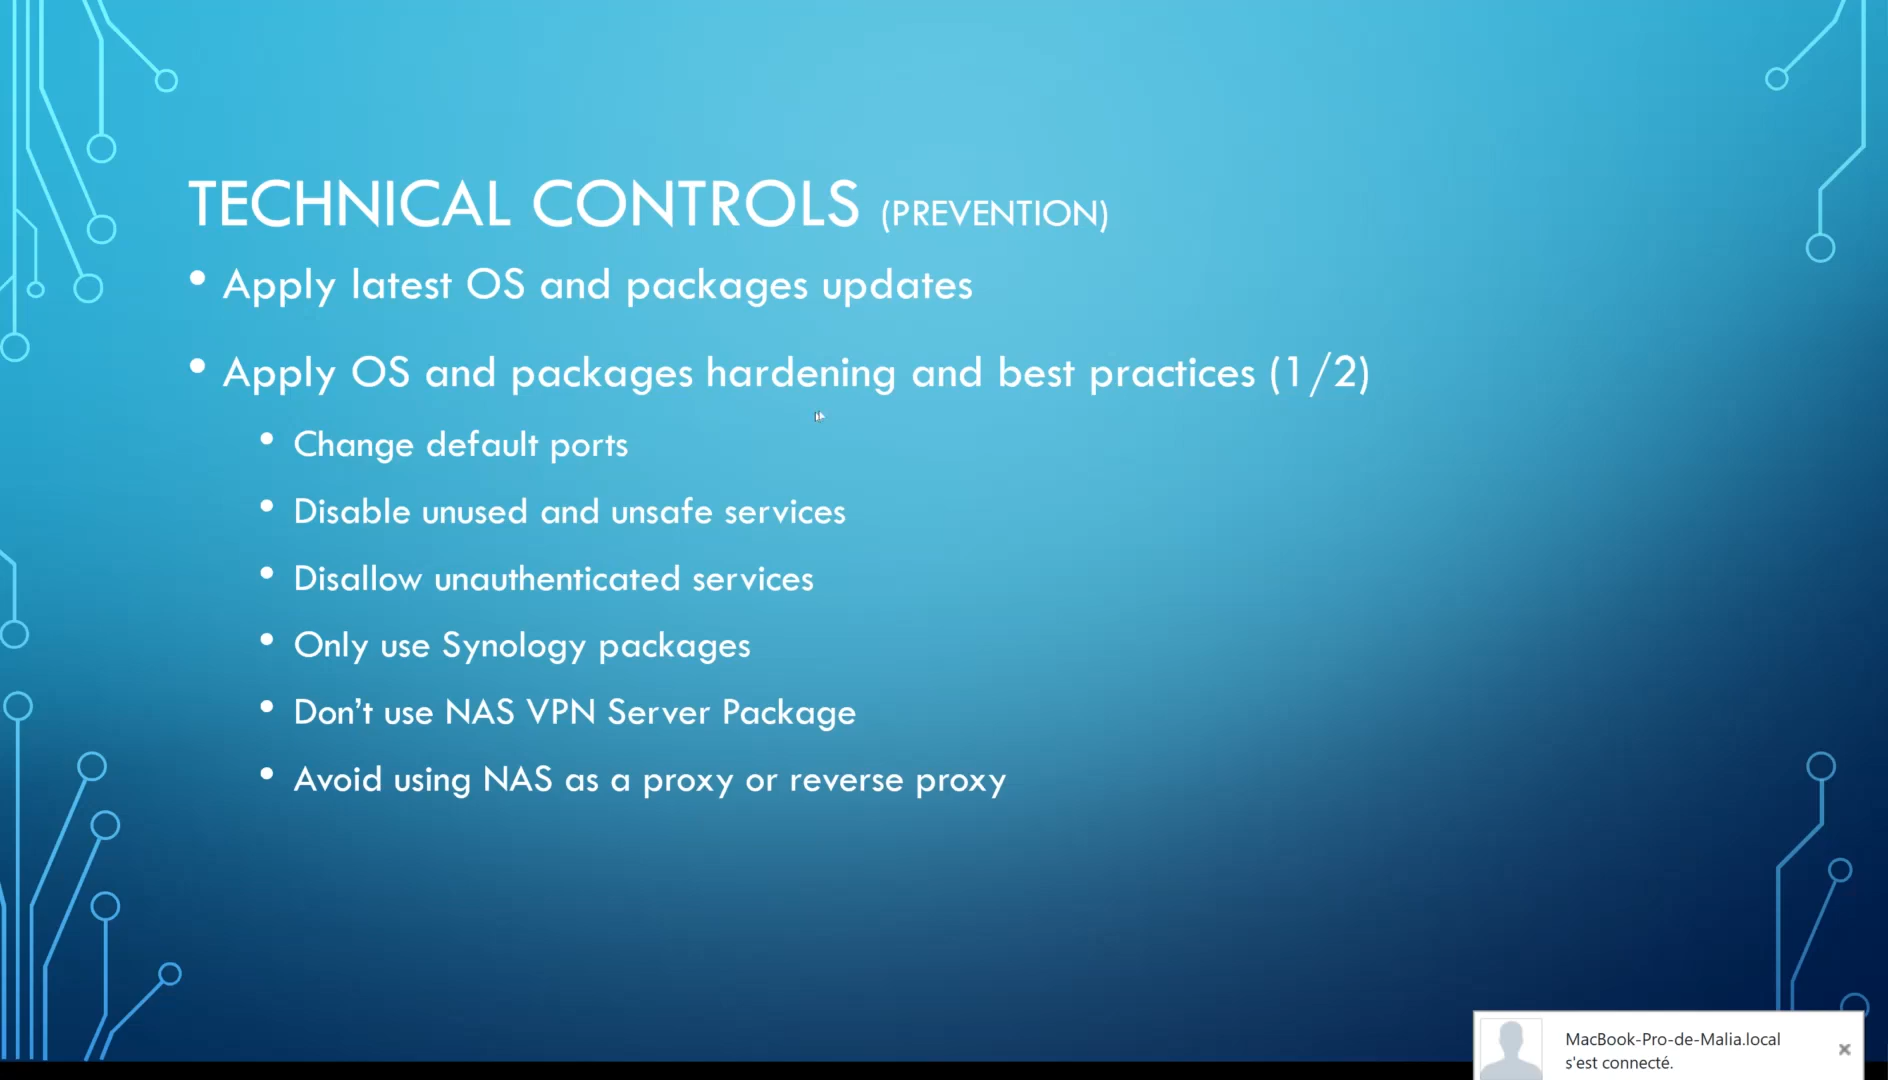 TECHNICAL CONTROLS (PREVENTION)
• Apply latest OS and packages updates
• Apply OS and packages hardening and best practices (1/2)
• Change default ports
• Disable unused and unsafe services
• Disallow unauthenticated services
• Only use Synology packages
• Don’t use NAS VPN Server Package
• Avoid using NAS as a proxy or reverse proxy
MacBook-Pro-de-Malia.local
s'est connecté.